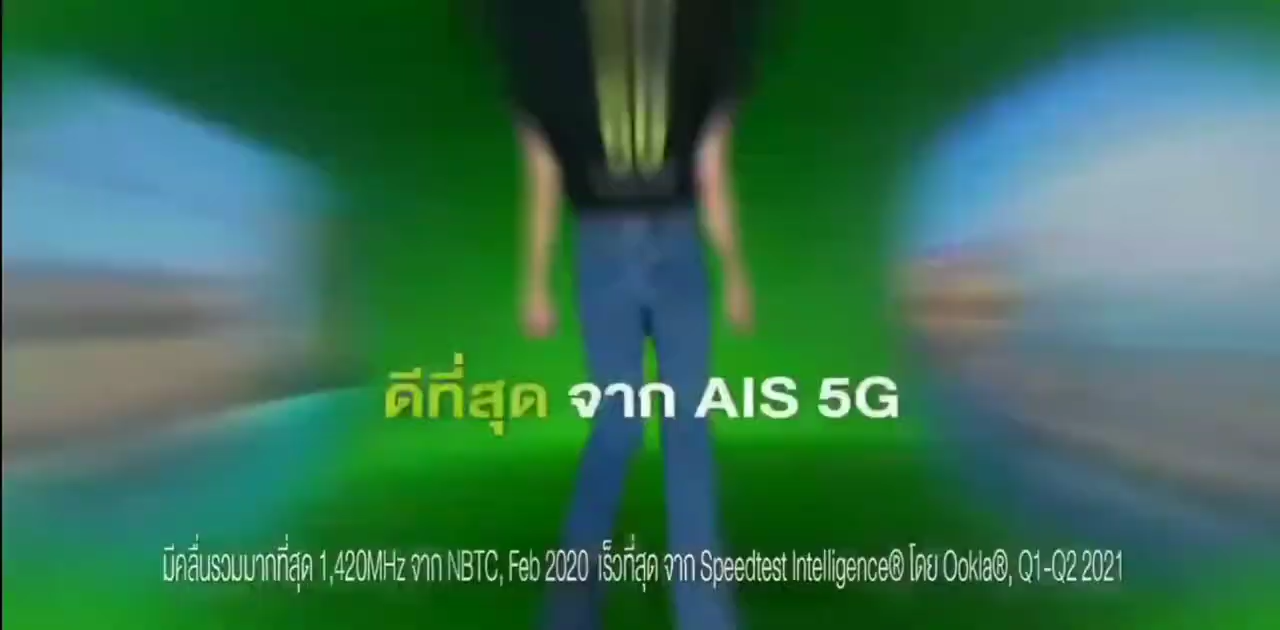 ดีที่สุด จาก AIS 5G
มีคลื่นรวมมากที่สุด 1,420MHz จาก NBTC, Feb 2020 เร็วที่สุด จาก Speedtest Intelligence® โดย Ookla®, Q1-Q2 2021